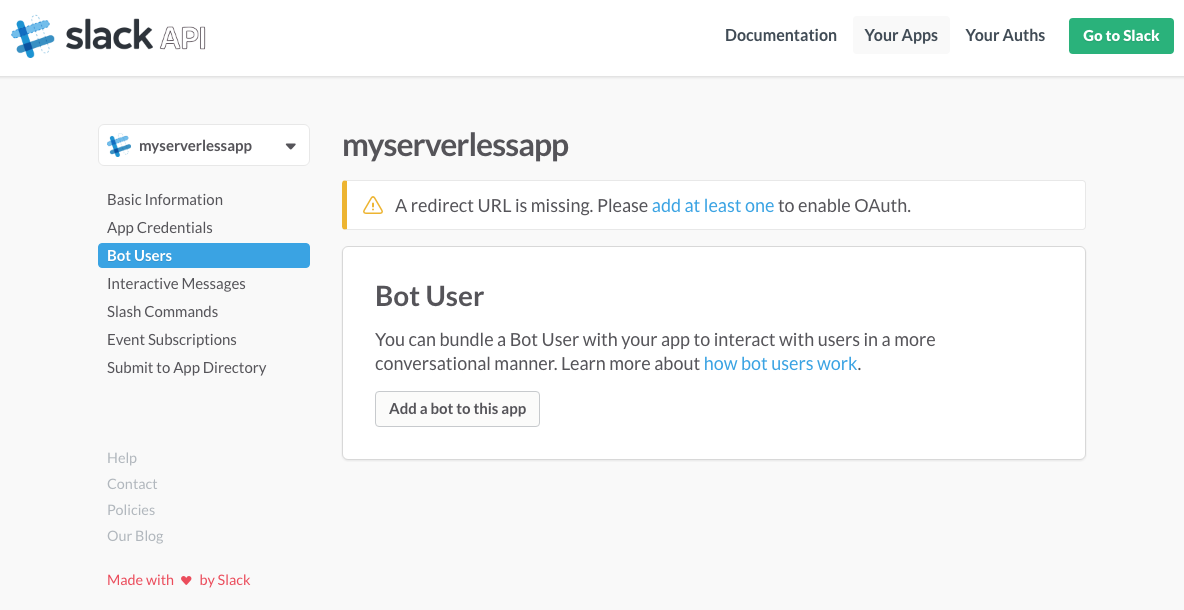 slack API
Documentation
Your Apps
Your Auths
Go to Slack
myserverlessapp
Basic Information
App Credentials
Bot Users
Interactive Messages
Slash Commands
Event Subscriptions
Submit to App Directory
Help
Contact
Policies
Our Blog
Made with ❤ by Slack
myserverlessapp
A redirect URL is missing. Please add at least one to enable OAuth.
Bot User
You can bundle a Bot User with your app to interact with users in a more
conversational manner. Learn more about how bot users work.
Add a bot to this app